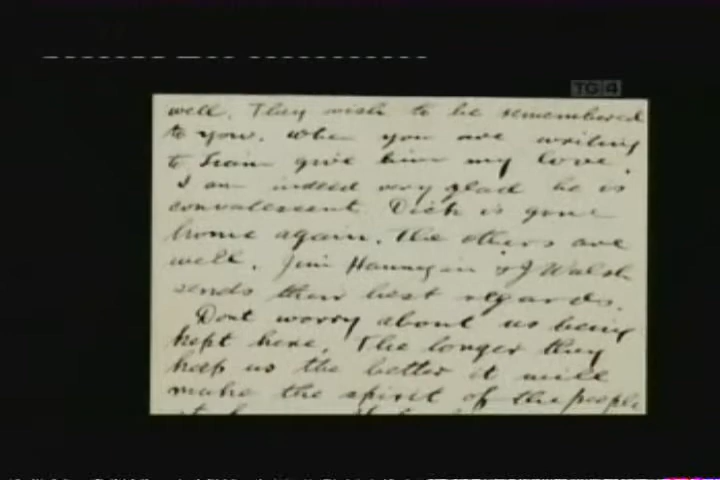 TG4
well. They wish to be remembered
to you. When you are writing
to Sean give him my love.
I am indeed very glad he is
convalescent. Dick is gone
home again. The others are
well. Jim Hannigan & J Walsh
sends their best regards.
Dont worry about us being
kept here. The longer they
keep us the better it will
make the spirit of the people